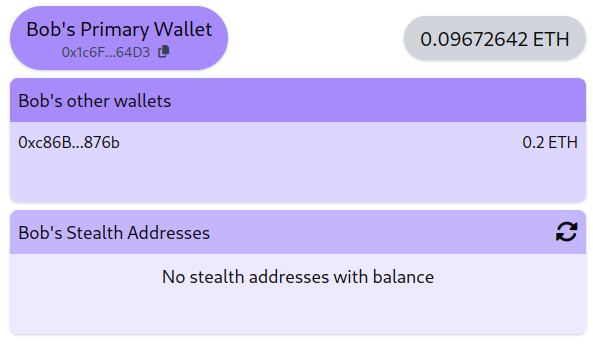 Bob's Primary Wallet
0x1c6F...64D3
0.09672642 ETH
Bob's other wallets
0xc86B...876b 0.2 ETH
Bob's Stealth Addresses
No stealth addresses with balance